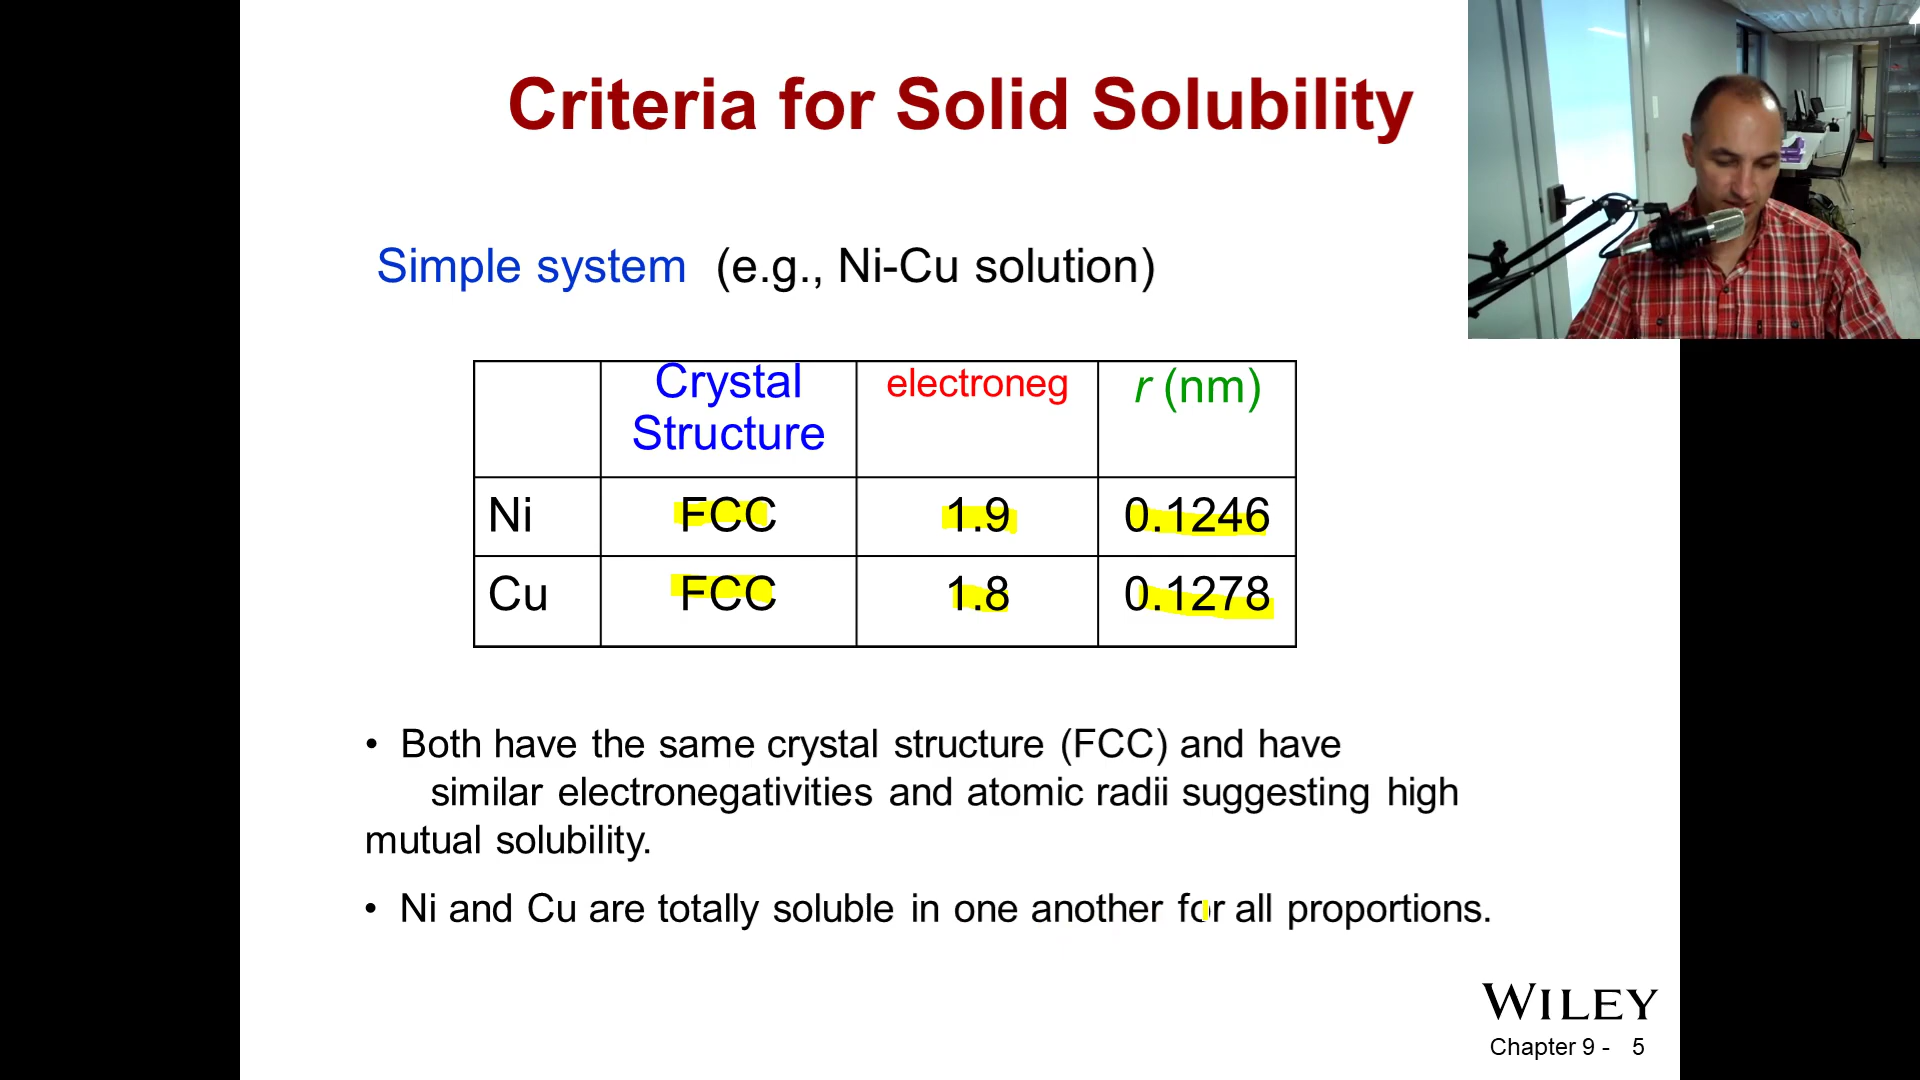 Criteria for Solid Solubility
Simple system (e.g., Ni-Cu solution)
Crystal Structure electroneg r (nm)
Ni FCC 1.9 0.1246
Cu FCC 1.8 0.1278
• Both have the same crystal structure (FCC) and have
similar electronegativities and atomic radii suggesting high
mutual solubility.
• Ni and Cu are totally soluble in one another for all proportions.
WILEY
Chapter 9 - 5